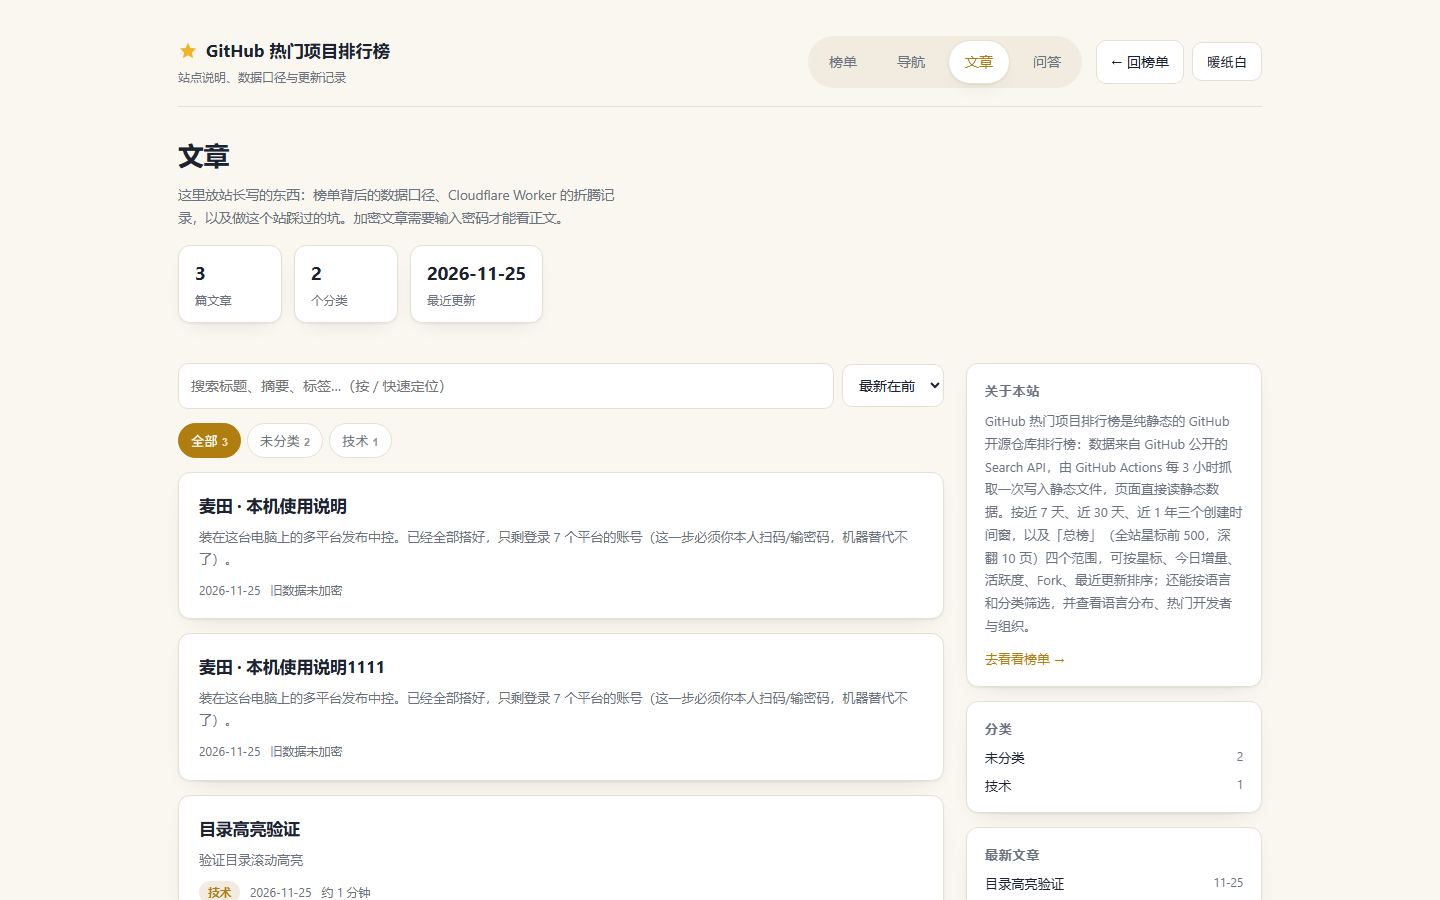 GitHub 热门项目排行榜
站点说明、数据口径与更新记录
榜单
导航
文章
问答
← 回榜单
暖纸白
文章
这里放站长写的东西：榜单背后的数据口径、Cloudflare Worker 的折腾记
录，以及做这个站踩过的坑。加密文章需要输入密码才能看正文。
3
篇文章
2
个分类
2026-11-25
最近更新
搜索标题、摘要、标签...（按 / 快速定位）
最新在前
全部 3
未分类 2
技术 1
麦田 · 本机使用说明
装在这台电脑上的多平台发布中控。已经全部搭好，只剩登录 7 个平台的账号（这一步必须你本人扫码/输密码，机器替代不
了）。
2026-11-25 旧数据未加密
麦田 · 本机使用说明1111
装在这台电脑上的多平台发布中控。已经全部搭好，只剩登录 7 个平台的账号（这一步必须你本人扫码/输密码，机器替代不
了）。
2026-11-25 旧数据未加密
目录高亮验证
验证目录滚动高亮
技术 2026-11-25 约 1 分钟
关于本站
GitHub 热门项目排行榜是纯静态的 GitHub
开源仓库排行榜：数据来自 GitHub 公开的
Search API，由 GitHub Actions 每 3 小时抓
取一次写入静态文件，页面直接读静态数
据。按近 7 天、近 30 天、近 1 年三个创建时
间窗，以及「总榜」（全站星标前 500，深
翻 10 页）四个范围，可按星标、今日增量、
活跃度、Fork、最近更新排序；还能按语言
和分类筛选，并查看语言分布、热门开发者
与组织。
去看看榜单 →
分类
未分类 2
技术 1
最新文章
目录高亮验证 11-25